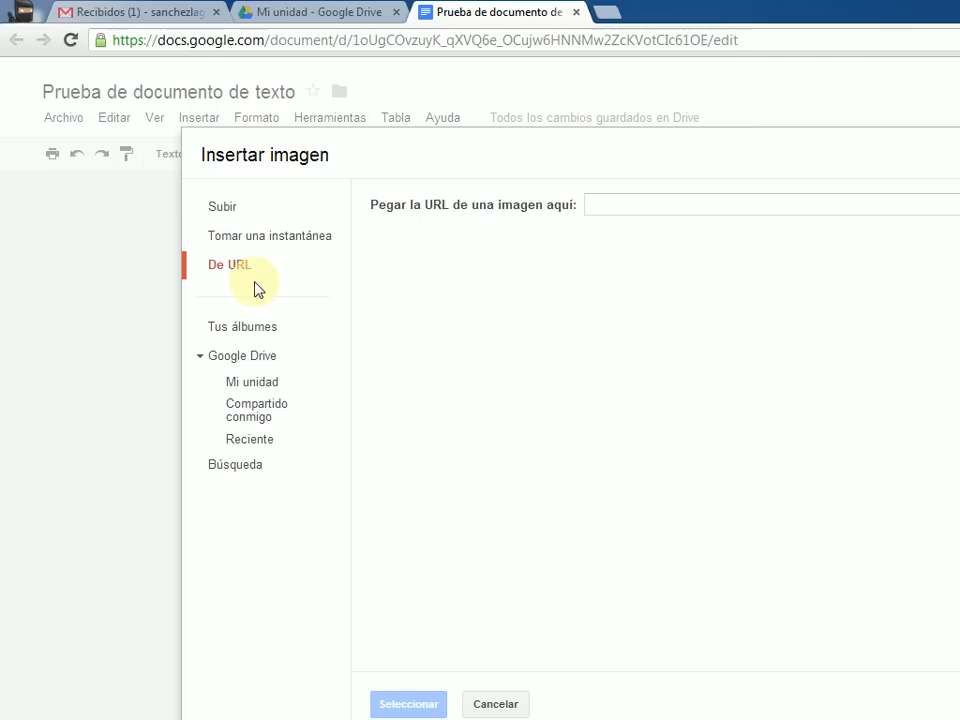 Recibidos (1) - sanchezlag
Mi unidad - Google Drive
Prueba de documento de
https://docs.google.com/document/d/1oUgCOvzuyK_qXVQ6e_OCujw6HNNMw2ZcKVotCIc61OE/edit
Prueba de documento de texto
Archivo Editar Ver Insertar Formato Herramientas Tabla Ayuda Todos los cambios guardados en Drive
Texto
Insertar imagen
Subir
Pegar la URL de una imagen aquí:
Tomar una instantánea
De URL
Tus álbumes
Google Drive
Mi unidad
Compartido
conmigo
Reciente
Búsqueda
Seleccionar
Cancelar